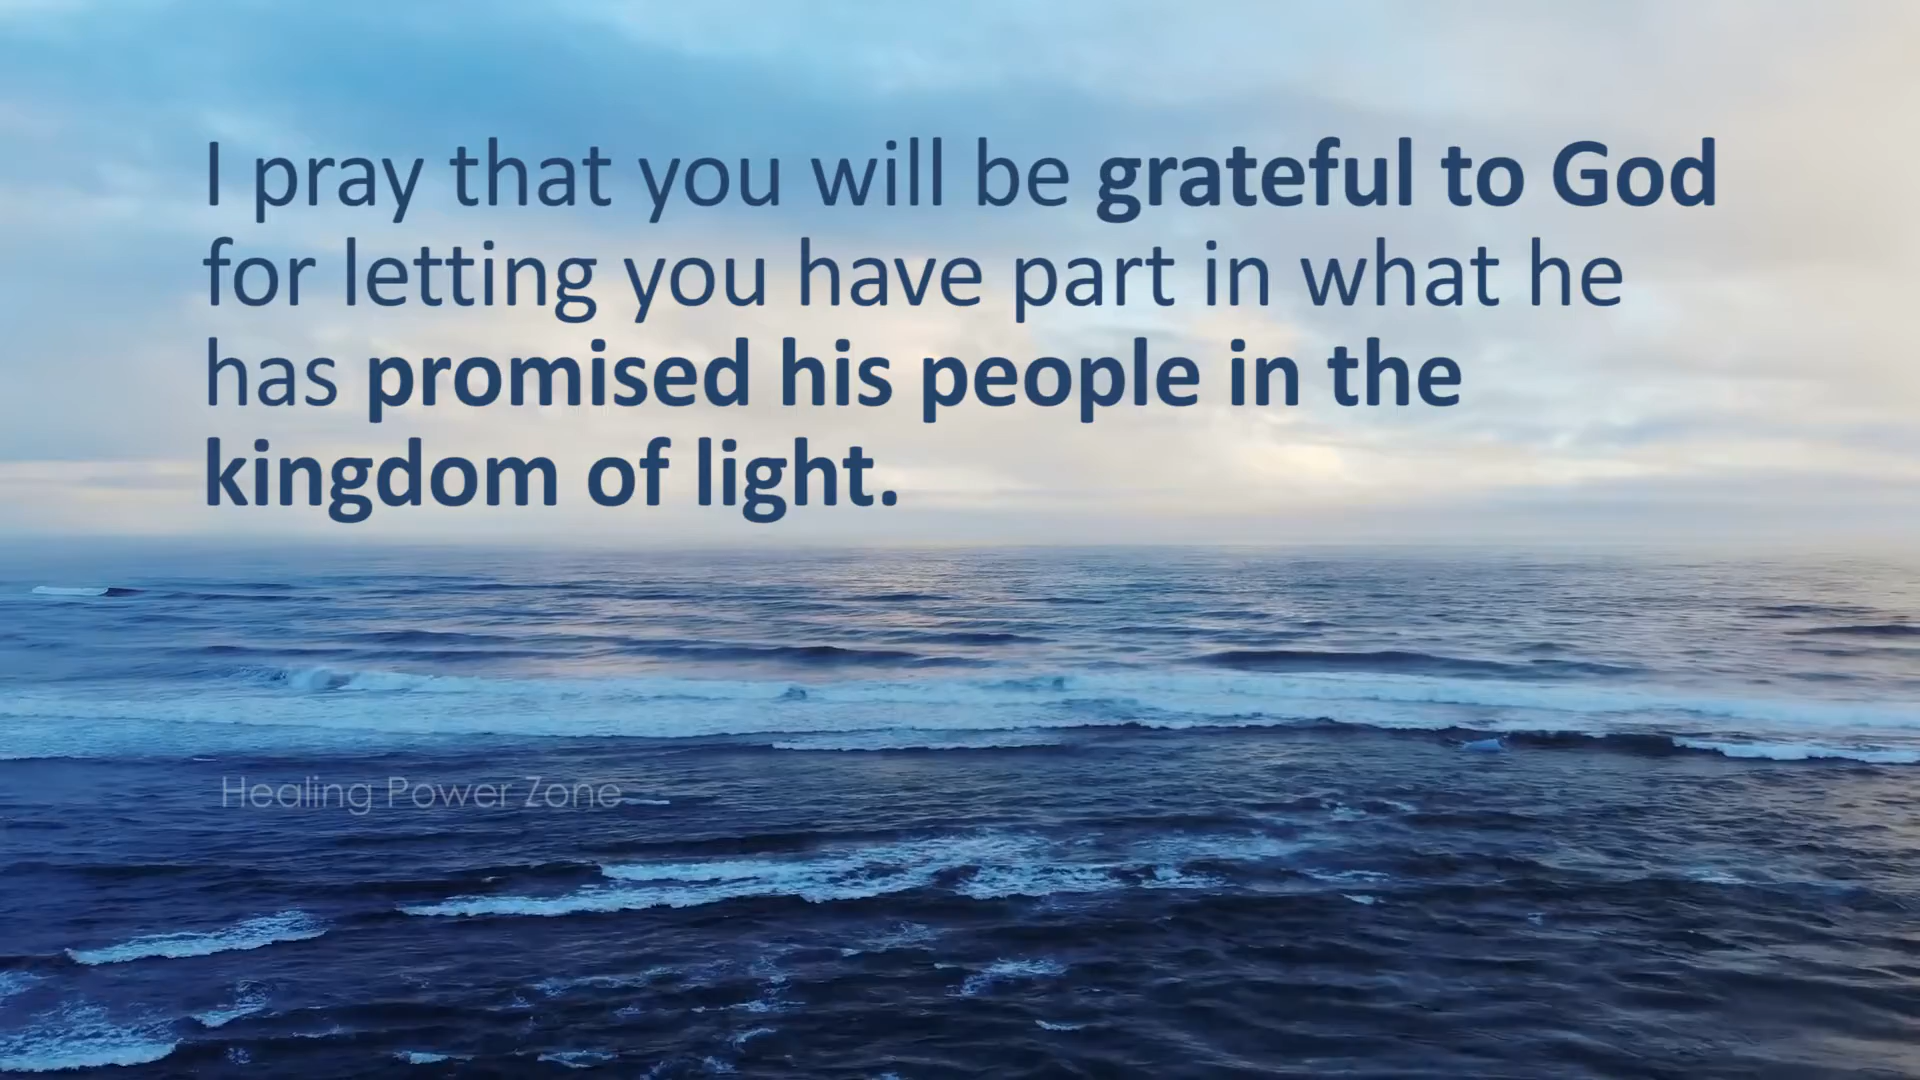 I pray that you will be grateful to God
for letting you have part in what he
has promised his people in the
kingdom of light.
Healing Power Zone